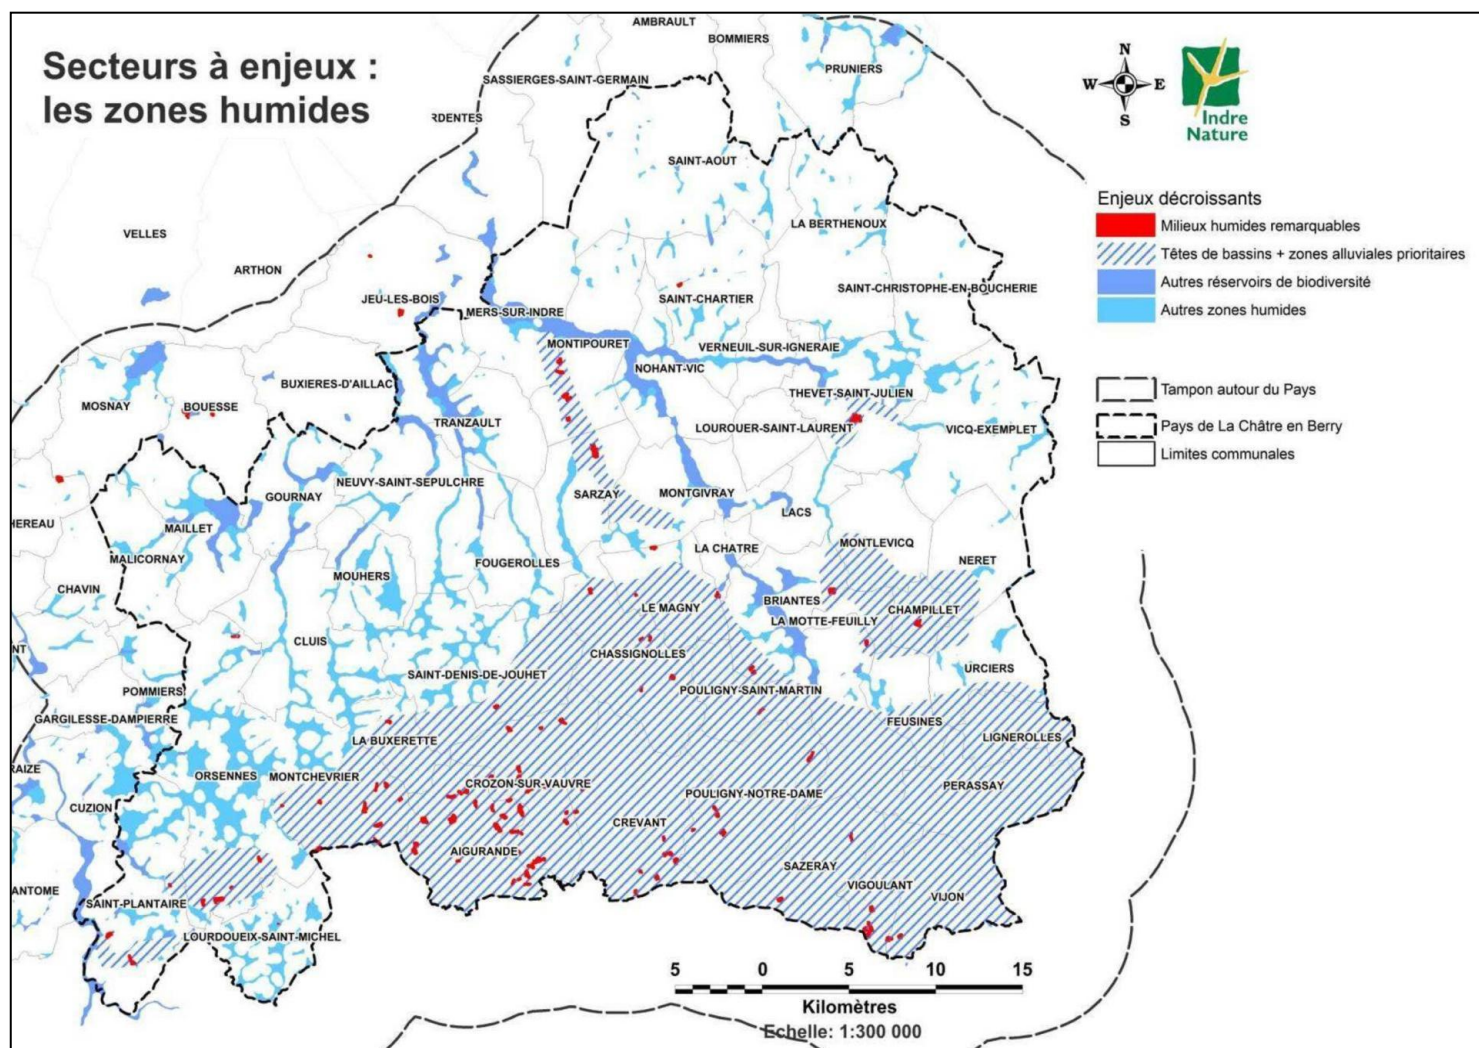 Secteurs à enjeux :
les zones humides
AMBRAULT
BOMMIERS
PRUNIERS
SASSIERGES-SAINT-GERMAIN
RDENTES
SAINT-AOUT
VELLES
ARTHON
LA BERTHENOUX
JEU-LES-BOIS
MERS-SUR-INDRE
SAINT-CHARTIER
SAINT-CHRISTOPHE-EN-BOUCHERIE
MONTIPOURET
VERNEUIL-SUR-IGNERAIE
NOHANT-VIC
BUXIERES-D'AILLAC
THEVET-SAINT-JULIEN
MOSNAY
BOUESSE
TRANZAULT
LOUROUER-SAINT-LAURENT
VICQ-EXEMPLET
NEUVY-SAINT-SEPULCHRE
GOURNAY
SARZAY
MONTGIVRAY
LACS
HEREAU
MAILLET
MALICORNAY
LA CHATRE
MONTLEVICQ
NERET
FOUGEROLLES
MOUHERS
CHAVIN
LE MAGNY
BRIANTES
CHAMPILLET
LA MOTTE-FEUILLY
CLUIS
NT
CHASSIGNOLLES
URCIERS
SAINT-DENIS-DE-JOUHET
POULIGNY-SAINT-MARTIN
POMMIERS
GARGILESSE-DAMPIERRE
FEUSINES
LIGNEROLLES
LA BUXERETTE
RAIZE
ORSENNES
MONTCHEVRIER
CROZON-SUR-VAUVRE
POULIGNY-NOTRE-DAME
PERASSAY
CUZION
CREVANT
AIGURANDE
SAZERAY
VIGOULANT
VIJON
ANTOME
SAINT-PLANTAIRE
LOURDOUEIX-SAINT-MICHEL
N
W E
S
Indre
Nature
Enjeux décroissants
Milieux humides remarquables
Têtes de bassins + zones alluviales prioritaires
Autres réservoirs de biodiversité
Autres zones humides
Tampon autour du Pays
Pays de La Châtre en Berry
Limites communales
5 0 5 10 15
Kilomètres
Echelle: 1:300 000